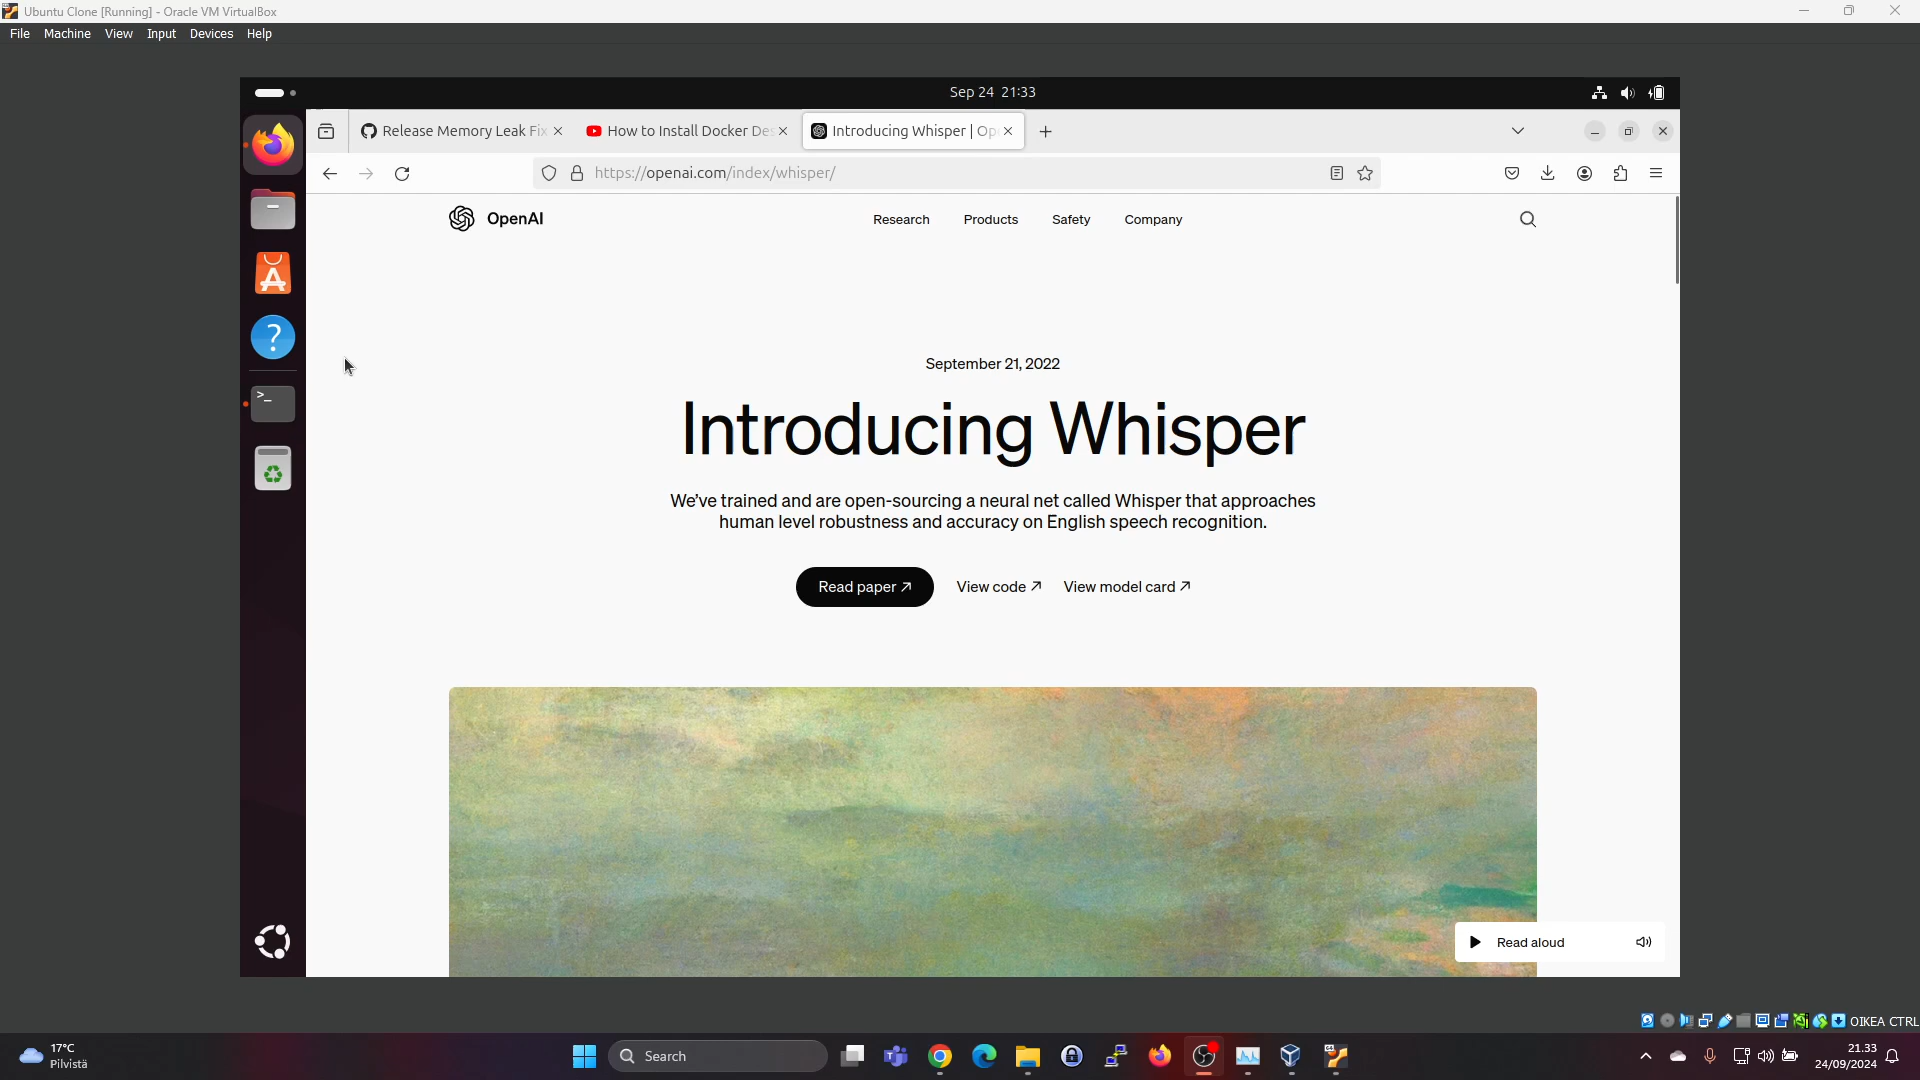 Ubuntu Clone [Running] - Oracle VM VirtualBox
File Machine View Input Devices Help
Sep 24 21:33
Release Memory Leak Fix
How to Install Docker Des
Introducing Whisper | Op
https://openai.com/index/whisper/
OpenAI
Research
Products
Safety
Company
September 21, 2022
Introducing Whisper
We've trained and are open-sourcing a neural net called Whisper that approaches
human level robustness and accuracy on English speech recognition.
Read paper ↗
View code ↗
View model card ↗
Read aloud
OIKEA CTRL
17°C
Pilvistä
Search
21.33
24/09/2024